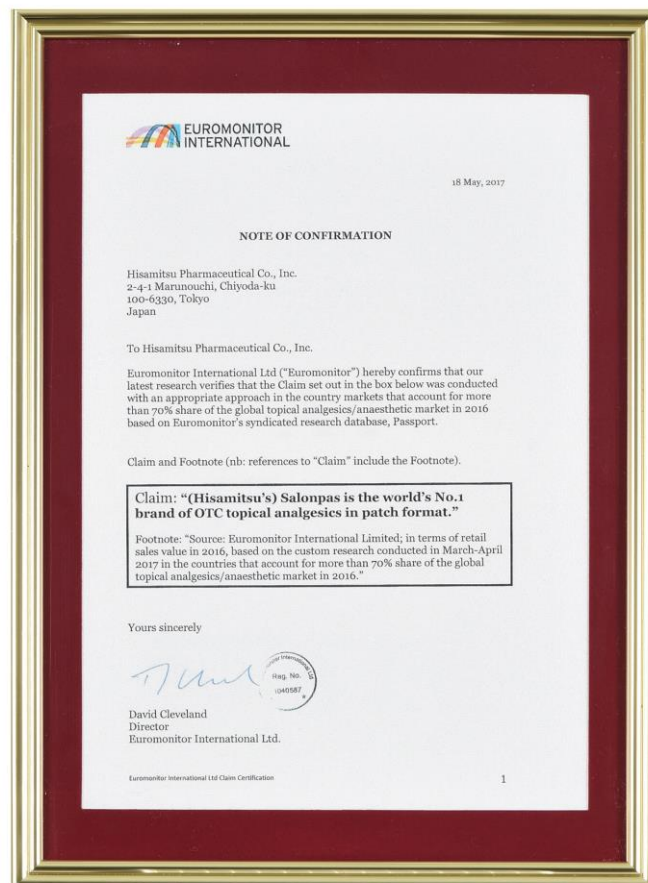 EUROMONITOR
INTERNATIONAL
18 May, 2017
NOTE OF CONFIRMATION
Hisamitsu Pharmaceutical Co., Inc.
2-4-1 Marunouchi, Chiyoda-ku
100-6330, Tokyo
Japan
To Hisamitsu Pharmaceutical Co., Inc.
Euromonitor International Ltd ("Euromonitor") hereby confirms that our
latest research verifies that the Claim set out in the box below was conducted
with an appropriate approach in the country markets that account for more
than 70% share of the global topical analgesics/anaesthetic market in 2016
based on Euromonitor's syndicated research database, Passport.
Claim and Footnote (nb: references to "Claim" include the Footnote).
Claim: "(Hisamitsu's) Salonpas is the world's No.1
brand of OTC topical analgesics in patch format."
Footnote: "Source: Euromonitor International Limited; in terms of retail
sales value in 2016, based on the custom research conducted in March-April
2017 in the countries that account for more than 70% share of the global
topical analgesics/anaesthetic market in 2016."
Yours sincerely
International Ltd
Reg. No.
1040587
David Cleveland
Director
Euromonitor International Ltd.
Euromonitor International Ltd Claim Certification
1